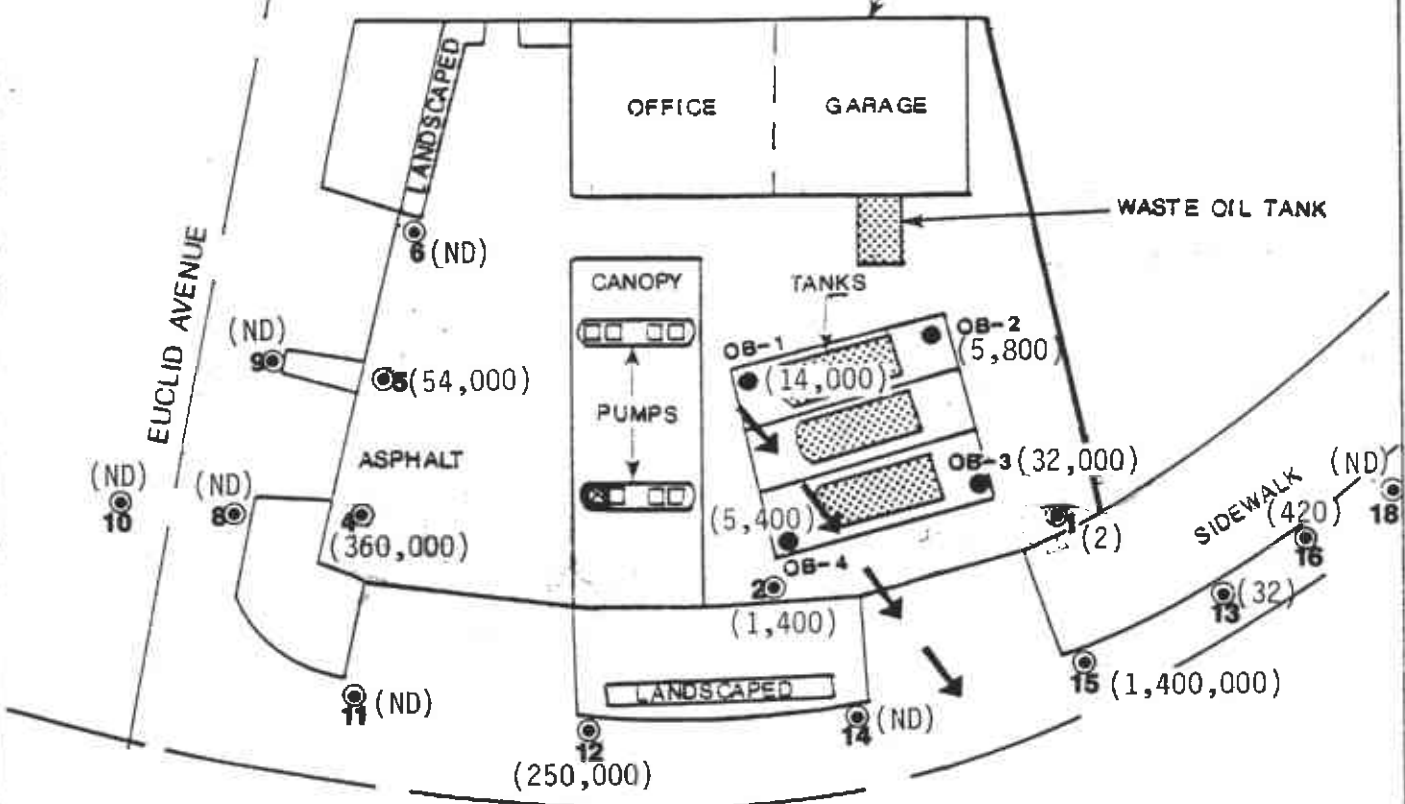 LANDSCAPED
OFFICE
GARAGE
WASTE OIL TANK
EUCLID AVENUE
6 (ND)
CANOPY
TANKS
OB-1
OB-2
(5,800)
(ND)
9
5 (54,000)
(14,000)
PUMPS
ASPHALT
OB-3 (32,000)
(ND)
10
(ND)
8
4
(360,000)
(5,400)
OB-4
1 (2)
SIDEWALK
(420)
16
(ND)
18
2
(1,400)
13 (32)
LANDSCAPED
15 (1,400,000)
11 (ND)
14 (ND)
12
(250,000)